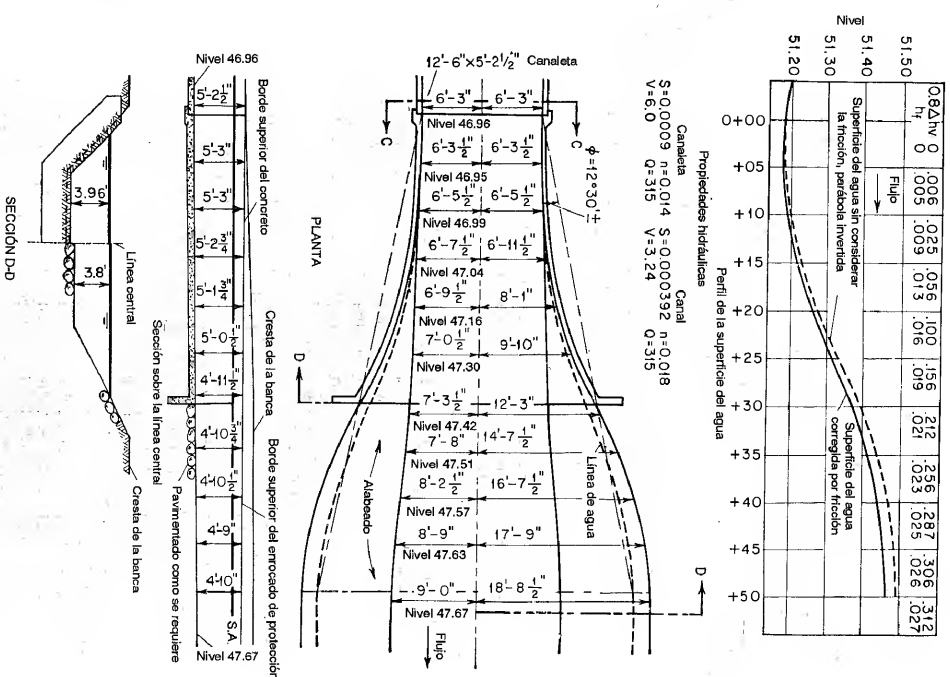 Nivel
51.50
51.40
51.30
51.20
0.8Δhv 0 .006 .025 .056 .100 .156 .212 .256 .287 .306 .312
hf 0 .005 .009 .013 .016 .019 .021 .023 .025 .026 .027
Flujo
Superficie del agua sin considerar
la fricción, parábola invertida
Superficie del agua
corregida por fricción
0+00
+05
+10
+15
+20
+25
+30
+35
+40
+45
+50
Perfil de la superficie del agua
Propiedades hidráulicas
Canaleta
S=0.0009 n=0.014
V=6.0 Q=315
Canal
S=0.000392 n=0.018
V=3.24 Q=315
12'-6"×5'-2½" Canaleta
6'-3" 6'-3"
C
C
Nivel 46.96
ϕ=12°30'±
6'-3½" 6'-3½"
Nivel 46.95
6'-5½" 6'-5½"
Nivel 46.99
6'-7½" 6'-11½"
Nivel 47.04
6'-9½" 8'-1"
Nivel 47.16
7'-0½" 9'-10"
Nivel 47.30
D
7'-3½" 12'-3"
Nivel 47.42
7'-8" 14'-7½"
Nivel 47.51
8'-2½" 16'-7½"
Nivel 47.57
8'-9" 17'-9"
Nivel 47.63
D
9'-0" 18'-8½"
Nivel 47.67
Línea de agua
Alabeado
Flujo
PLANTA
Nivel 46.96
Borde superior del concreto
Cresta de la banca
Borde superior del enrocado de protección
5'-2½"
5'-3"
5'-3"
5'-2¾"
5'-1¾"
4'-11½"
4'-10½"
4'-9"
4'-10"
S.A.
Nivel 47.67
Sección sobre la línea central
Pavimentado como se requiere
3.96'
3.8'
Línea central
Cresta de la banca
SECCIÓN D-D